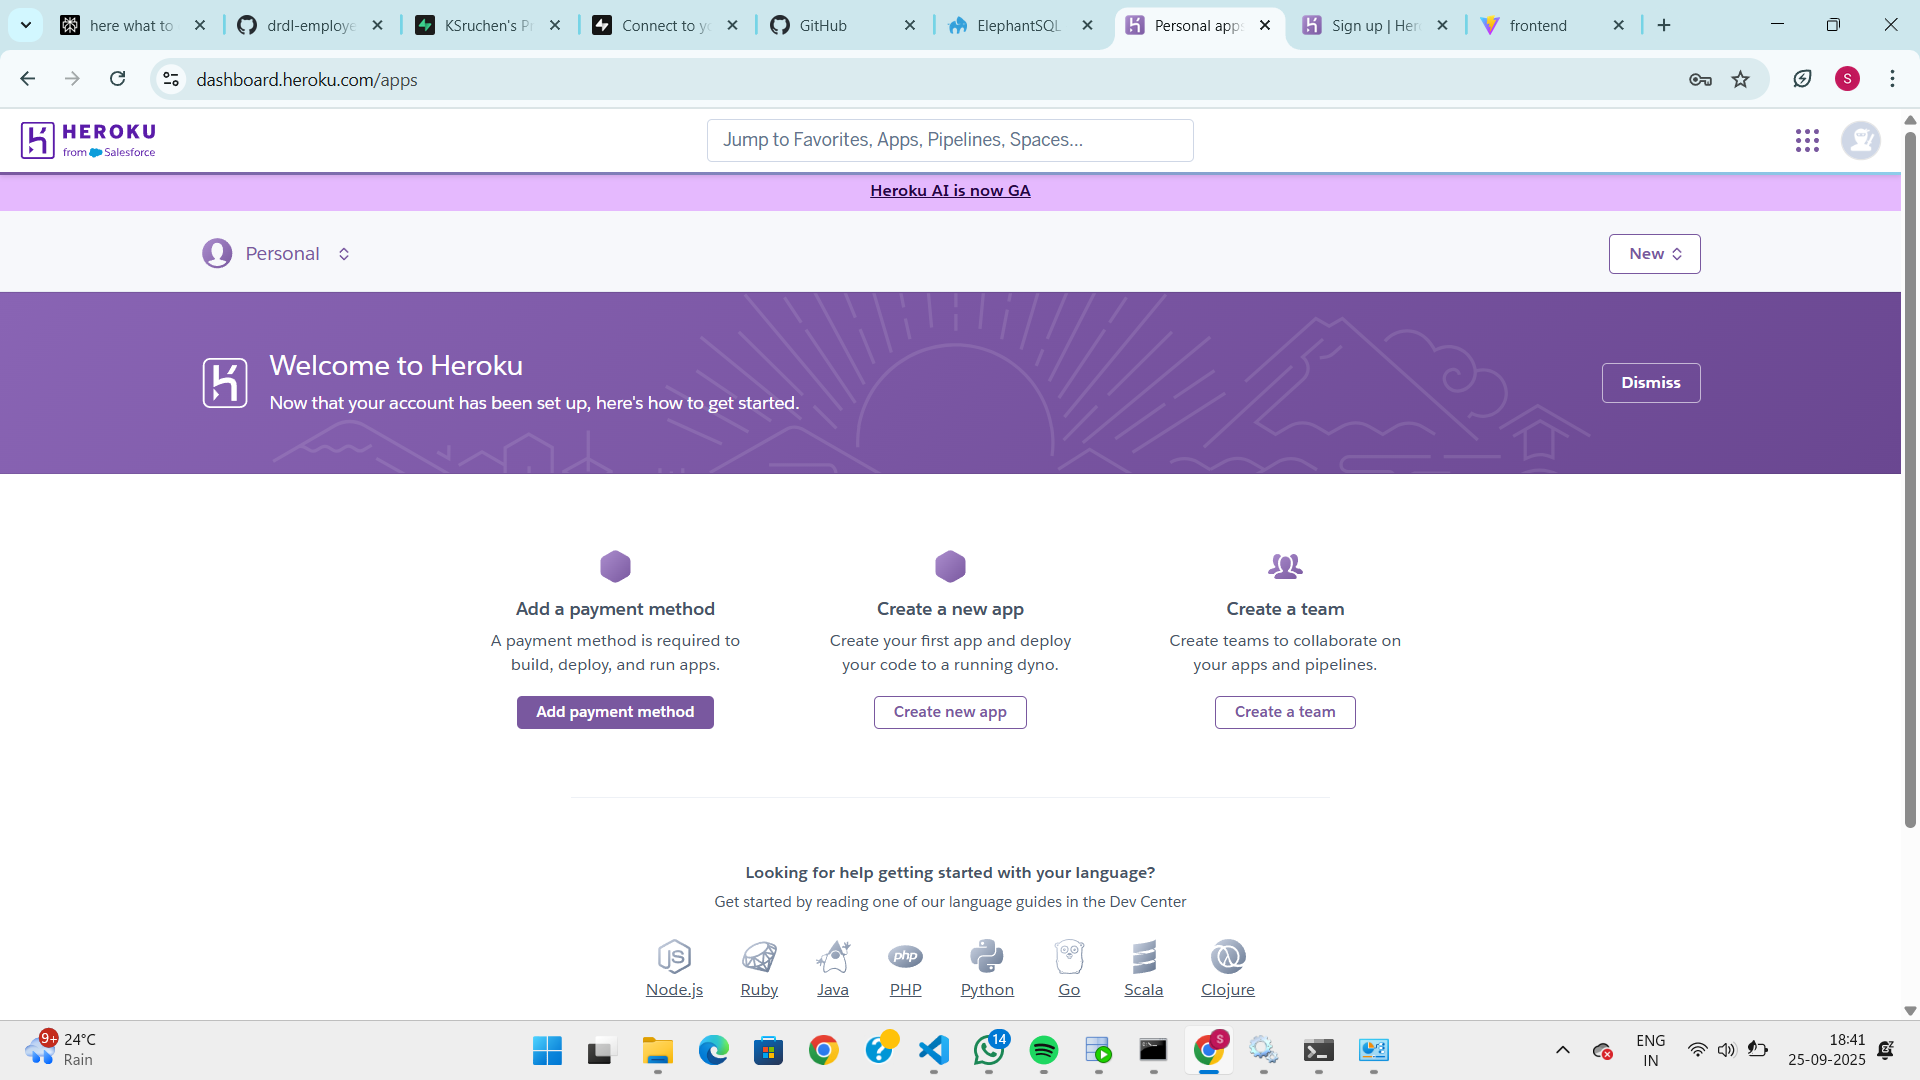 here what to
drdl-employe
KSruchen's Pr
Connect to yo
GitHub
ElephantSQL
Personal apps
Sign up | Hero
frontend
dashboard.heroku.com/apps
S
HEROKU
from Salesforce
Jump to Favorites, Apps, Pipelines, Spaces...
Heroku AI is now GA
Personal
New
Welcome to Heroku
Now that your account has been set up, here's how to get started.
Dismiss
Add a payment method
A payment method is required to
build, deploy, and run apps.
Add payment method
Create a new app
Create your first app and deploy
your code to a running dyno.
Create new app
Create a team
Create teams to collaborate on
your apps and pipelines.
Create a team
Looking for help getting started with your language?
Get started by reading one of our language guides in the Dev Center
JS
php
Node.js
Ruby
Java
PHP
Python
Go
Scala
Clojure
9+
24°C
Rain
14
S
ENG
IN
18:41
25-09-2025